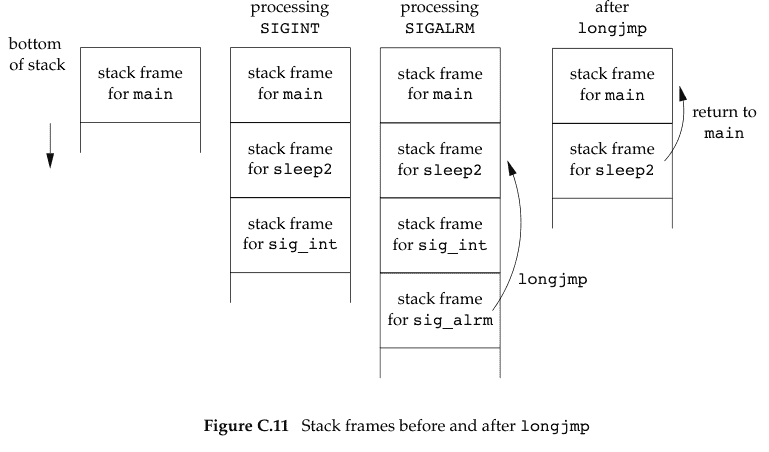 processing
SIGINT
processing
SIGALRM
after
longjmp
bottom
of stack
stack frame
for main
stack frame
for main
stack frame
for main
stack frame
for main
return to
main
stack frame
for sleep2
stack frame
for sleep2
stack frame
for sleep2
stack frame
for sig_int
stack frame
for sig_int
longjmp
stack frame
for sig_alrm
Figure C.11 Stack frames before and after longjmp